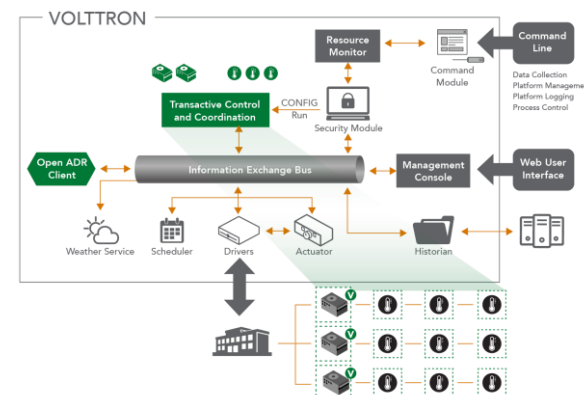 VOLTTRON
Resource
Monitor
Command
Module
Command
Line
Data Collection
Platform Manageme
Platform Logging
Process Control
Transactive Control
and Coordination
CONFIG
Run
Security Module
Open ADR
Client
Information Exchange Bus
Management
Console
Web User
Interface
Weather Service
Scheduler
Drivers
Actuator
Historian
V
V
V